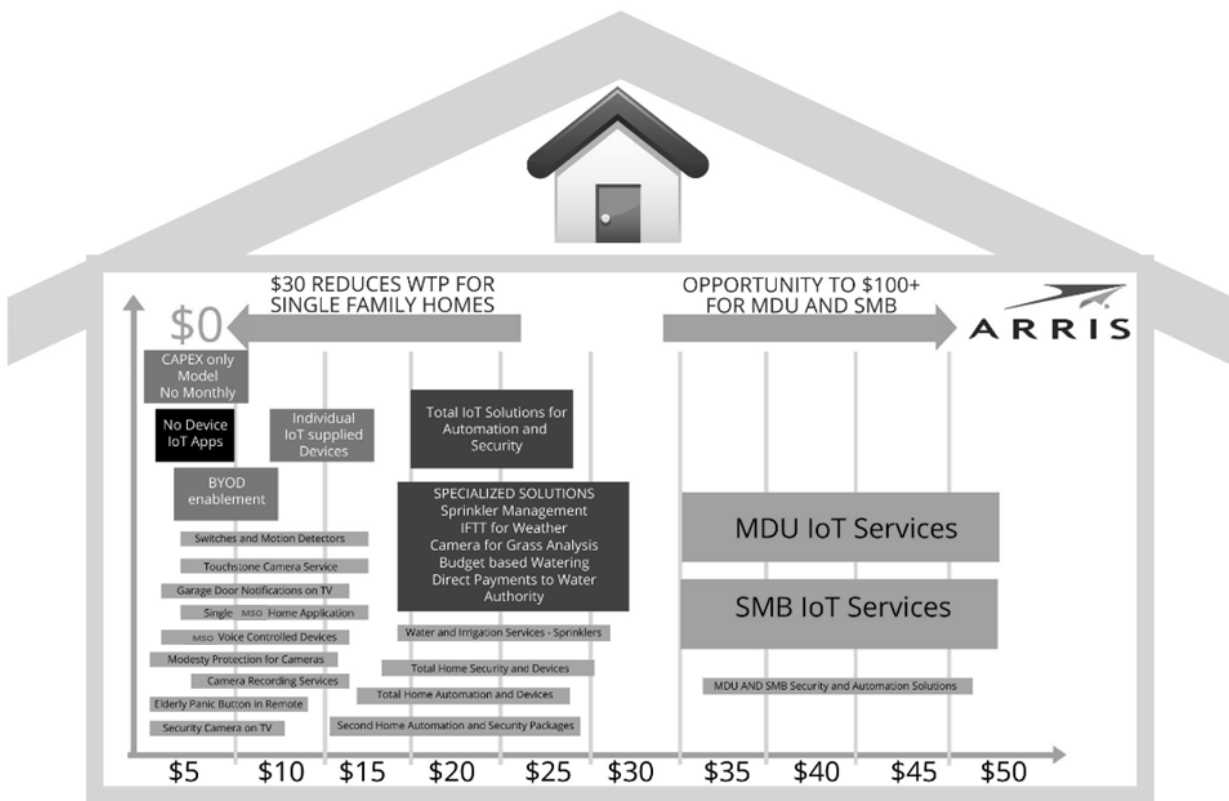 $30 REDUCES WTP FOR
SINGLE FAMILY HOMES
OPPORTUNITY TO $100+
FOR MDU AND SMB
ARRIS
$0
CAPEX only
Model
No Monthly
No Device
IoT Apps
Individual
IoT supplied
Devices
Total IoT Solutions for
Automation and
Security
BYOD
enablement
SPECIALIZED SOLUTIONS
Sprinkler Management
IFTT for Weather
Camera for Grass Analysis
Budget based Watering
Direct Payments to Water
Authority
MDU IoT Services
SMB IoT Services
Switches and Motion Detectors
Touchstone Camera Service
Garage Door Notifications on TV
Single MSO Home Application
MSO Voice Controlled Devices
Modesty Protection for Cameras
Camera Recording Services
Elderly Panic Button in Remote
Security Camera on TV
Water and Irrigation Services - Sprinklers
Total Home Security and Devices
Total Home Automation and Devices
Second Home Automation and Security Packages
MDU AND SMB Security and Automation Solutions
$5 $10 $15 $20 $25 $30 $35 $40 $45 $50